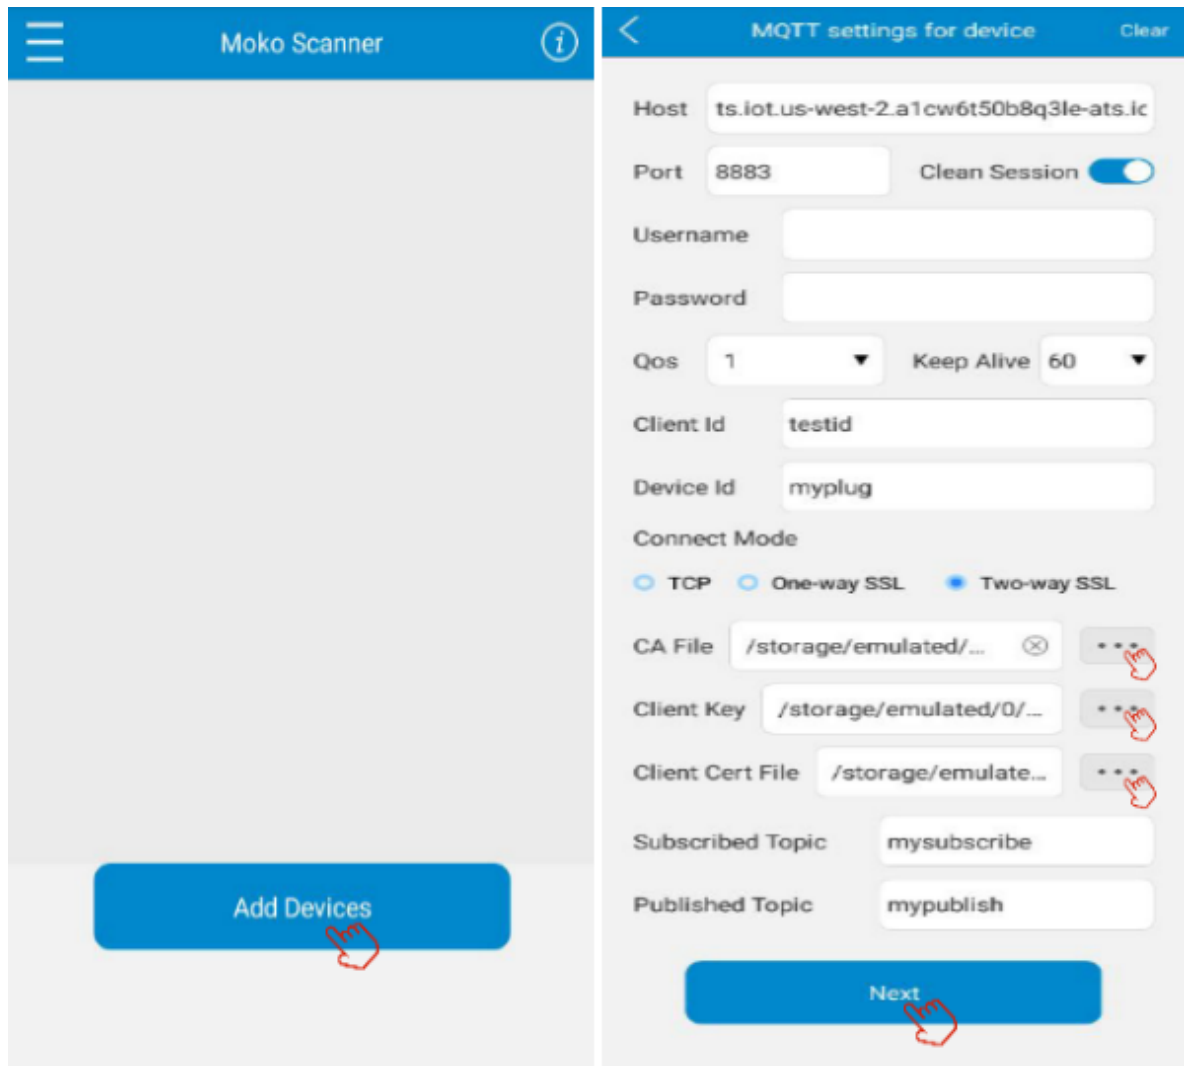 Moko Scanner
Add Devices
MQTT settings for device
Clear
Host ts.iot.us-west-2.a1cw6t50b8q3le-ats.ic
Port 8883 Clean Session
Username
Password
Qos 1 Keep Alive 60
Client Id testid
Device Id myplug
Connect Mode
TCP One-way SSL Two-way SSL
CA File /storage/emulated/...
Client Key /storage/emulated/0/...
Client Cert File /storage/emulate...
Subscribed Topic mysubscribe
Published Topic mypublish
Next